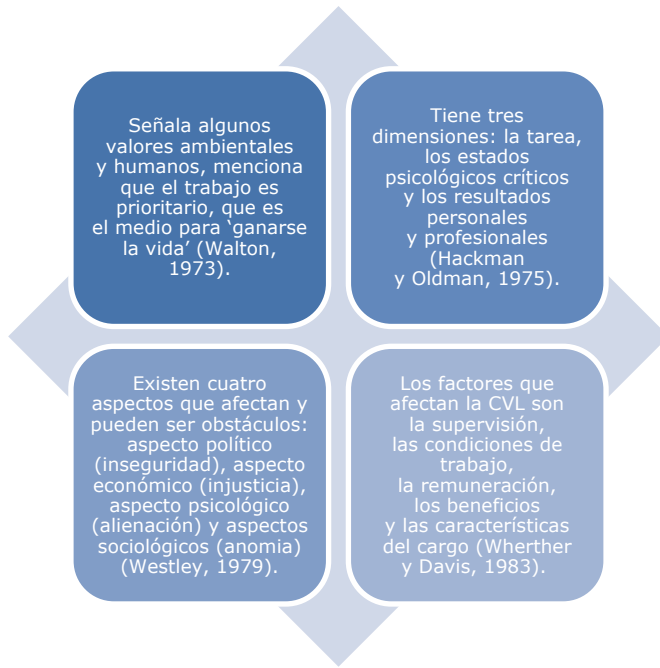 Señala algunos
valores ambientales
y humanos, menciona
que el trabajo es
prioritario, que es
el medio para ‘ganarse
la vida’ (Walton,
1973).
Tiene tres
dimensiones: la tarea,
los estados
psicológicos críticos
y los resultados
personales
y profesionales
(Hackman
y Oldman, 1975).
Existen cuatro
aspectos que afectan y
pueden ser obstáculos:
aspecto político
(inseguridad), aspecto
económico (injusticia),
aspecto psicológico
(alienación) y aspectos
sociológicos (anomia)
(Westley, 1979).
Los factores que
afectan la CVL son
la supervisión,
las condiciones de
trabajo,
la remuneración,
los beneficios
y las características
del cargo (Wherther
y Davis, 1983).